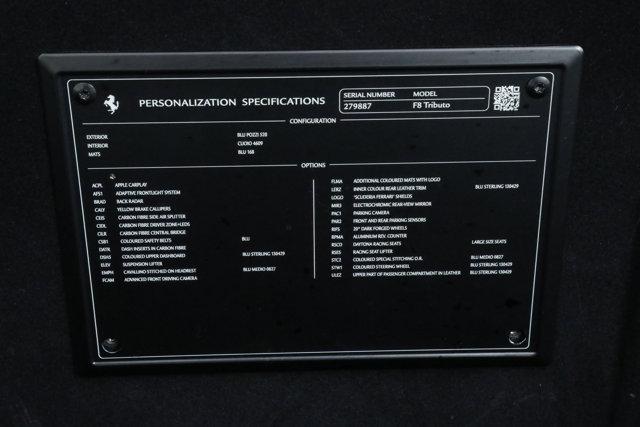 PERSONALIZATION SPECIFICATIONS
SERIAL NUMBER MODEL
279887 F8 Tributo
CONFIGURATION
EXTERIOR BLU POZZI 520
INTERIOR CUOIO 4609
MATS BLU 168
OPTIONS
ACPL APPLE CARPLAY
AFS1 ADAPTIVE FRONTLIGHT SYSTEM
BRAD BACK RADAR
CALY YELLOW BRAKE CALLIPERS
CEIS CARBON FIBRE SIDE AIR SPLITTER
CIDL CARBON FIBRE DRIVER ZONE+LEDS
CILR CARBON FIBRE CENTRAL BRIDGE
CSB1 COLOURED SAFETY BELTS BLU
DATR DASH INSERTS IN CARBON FIBRE
DSHS COLOURED UPPER DASHBOARD BLU STERLING 130429
ELEV SUSPENSION LIFTER
EMPH CAVALLINO STITCHED ON HEADREST BLU MEDIO 0827
FCAM ADVANCED FRONT DRIVING CAMERA
FLMA ADDITIONAL COLOURED MATS WITH LOGO
LERZ INNER COLOUR REAR LEATHER TRIM BLU STERLING 130429
LOGO "SCUDERIA FERRARI" SHIELDS
MIR3 ELECTROCHROMIC REAR-VIEW MIRROR
PAC1 PARKING CAMERA
PAR2 FRONT AND REAR PARKING SENSORS
RIFS 20" DARK FORGED WHEELS
RPMA ALUMINIUM REV. COUNTER
RSCO DAYTONA RACING SEATS LARGE SIZE SEATS
RSES RACING SEAT LIFTER
STC2 COLOURED SPECIAL STITCHING O.R. BLU MEDIO 0827
STW1 COLOURED STEERING WHEEL BLU STERLING 130429
ULEZ UPPER PART OF PASSENGER COMPARTMENT IN LEATHER BLU STERLING 130429